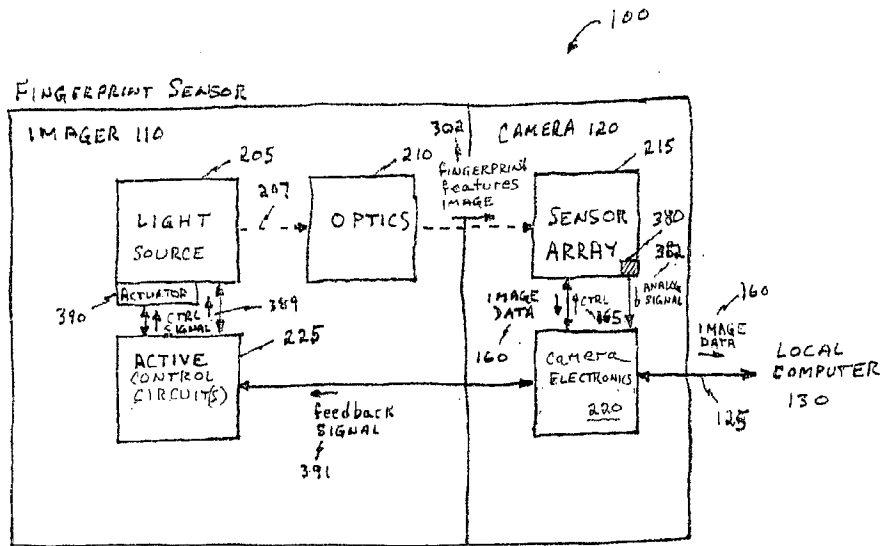 100
FINGERPRINT SENSOR
IMAGER 110
CAMERA 120
302
205
210
215
207
FINGERPRINT
features
IMAGE
LIGHT
SOURCE
OPTICS
SENSOR
ARRAY
380
382
390
ACTUATOR
CTRL
SIGNAL
389
IMAGE
DATA
CTRL
165
ANALOG
SIGNAL
160
225
160
IMAGE
DATA
ACTIVE
CONTROL
CIRCUIT(S)
camera
ELECTRONICS
220
LOCAL
COMPUTER
130
125
feedback
SIGNAL
391